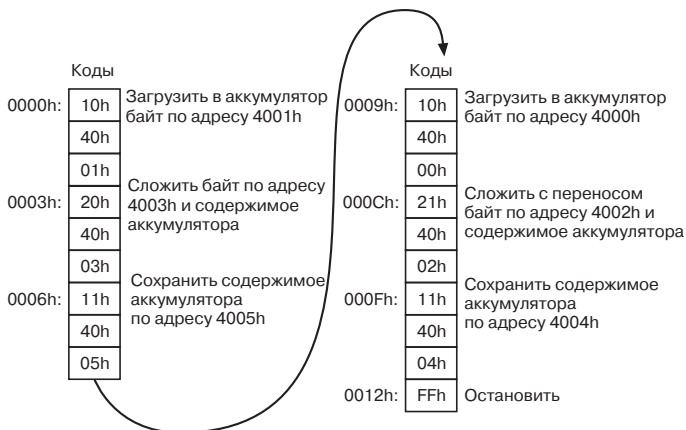 Коды
0000h: 10h Загрузить в аккумулятор
байт по адресу 4001h
40h
01h
0003h: 20h Сложить байт по адресу
4003h и содержимое
40h аккумулятора
03h
0006h: 11h Сохранить содержимое
аккумулятора
40h по адресу 4005h
05h
Коды
0009h: 10h Загрузить в аккумулятор
байт по адресу 4000h
40h
00h
000Ch: 21h Сложить с переносом
байт по адресу 4002h и
40h содержимое аккумулятора
02h
000Fh: 11h Сохранить содержимое
аккумулятора
40h по адресу 4004h
04h
0012h: FFh Остановить